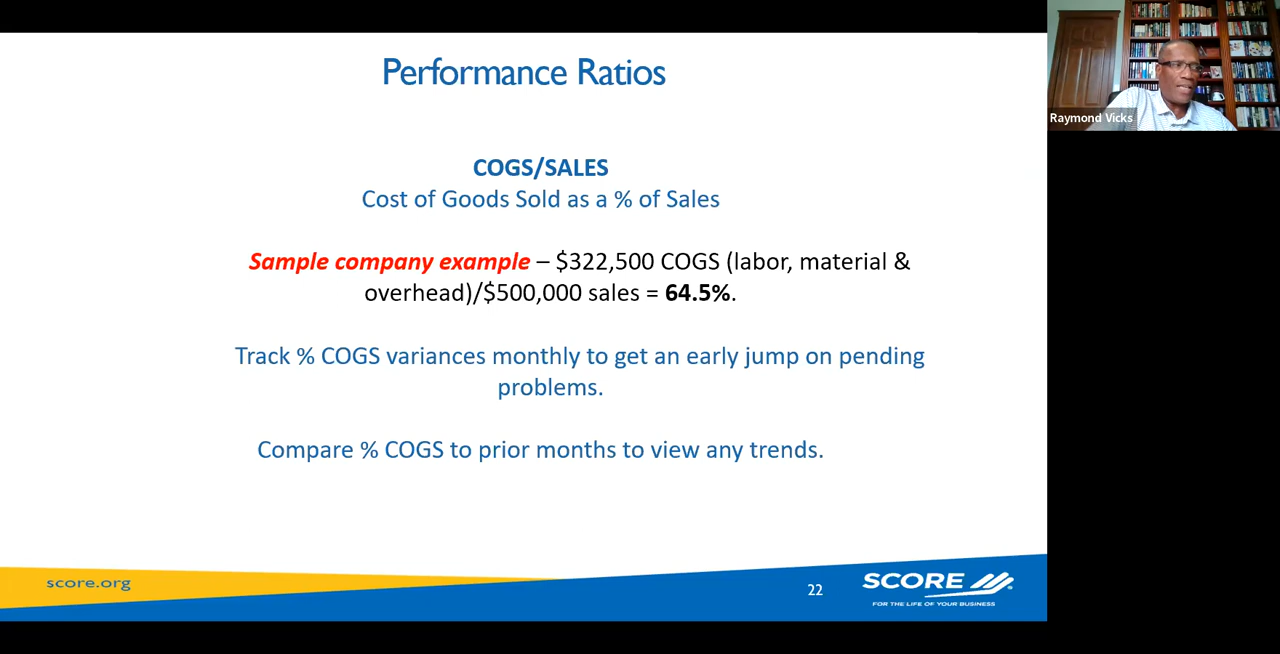 Performance Ratios
COGS/SALES
Cost of Goods Sold as a % of Sales
Sample company example – $322,500 COGS (labor, material &
overhead)/$500,000 sales = 64.5%.
Track % COGS variances monthly to get an early jump on pending
problems.
Compare % COGS to prior months to view any trends.
score.org
22
SCORE
FOR THE LIFE OF YOUR BUSINESS
Raymond Vicks